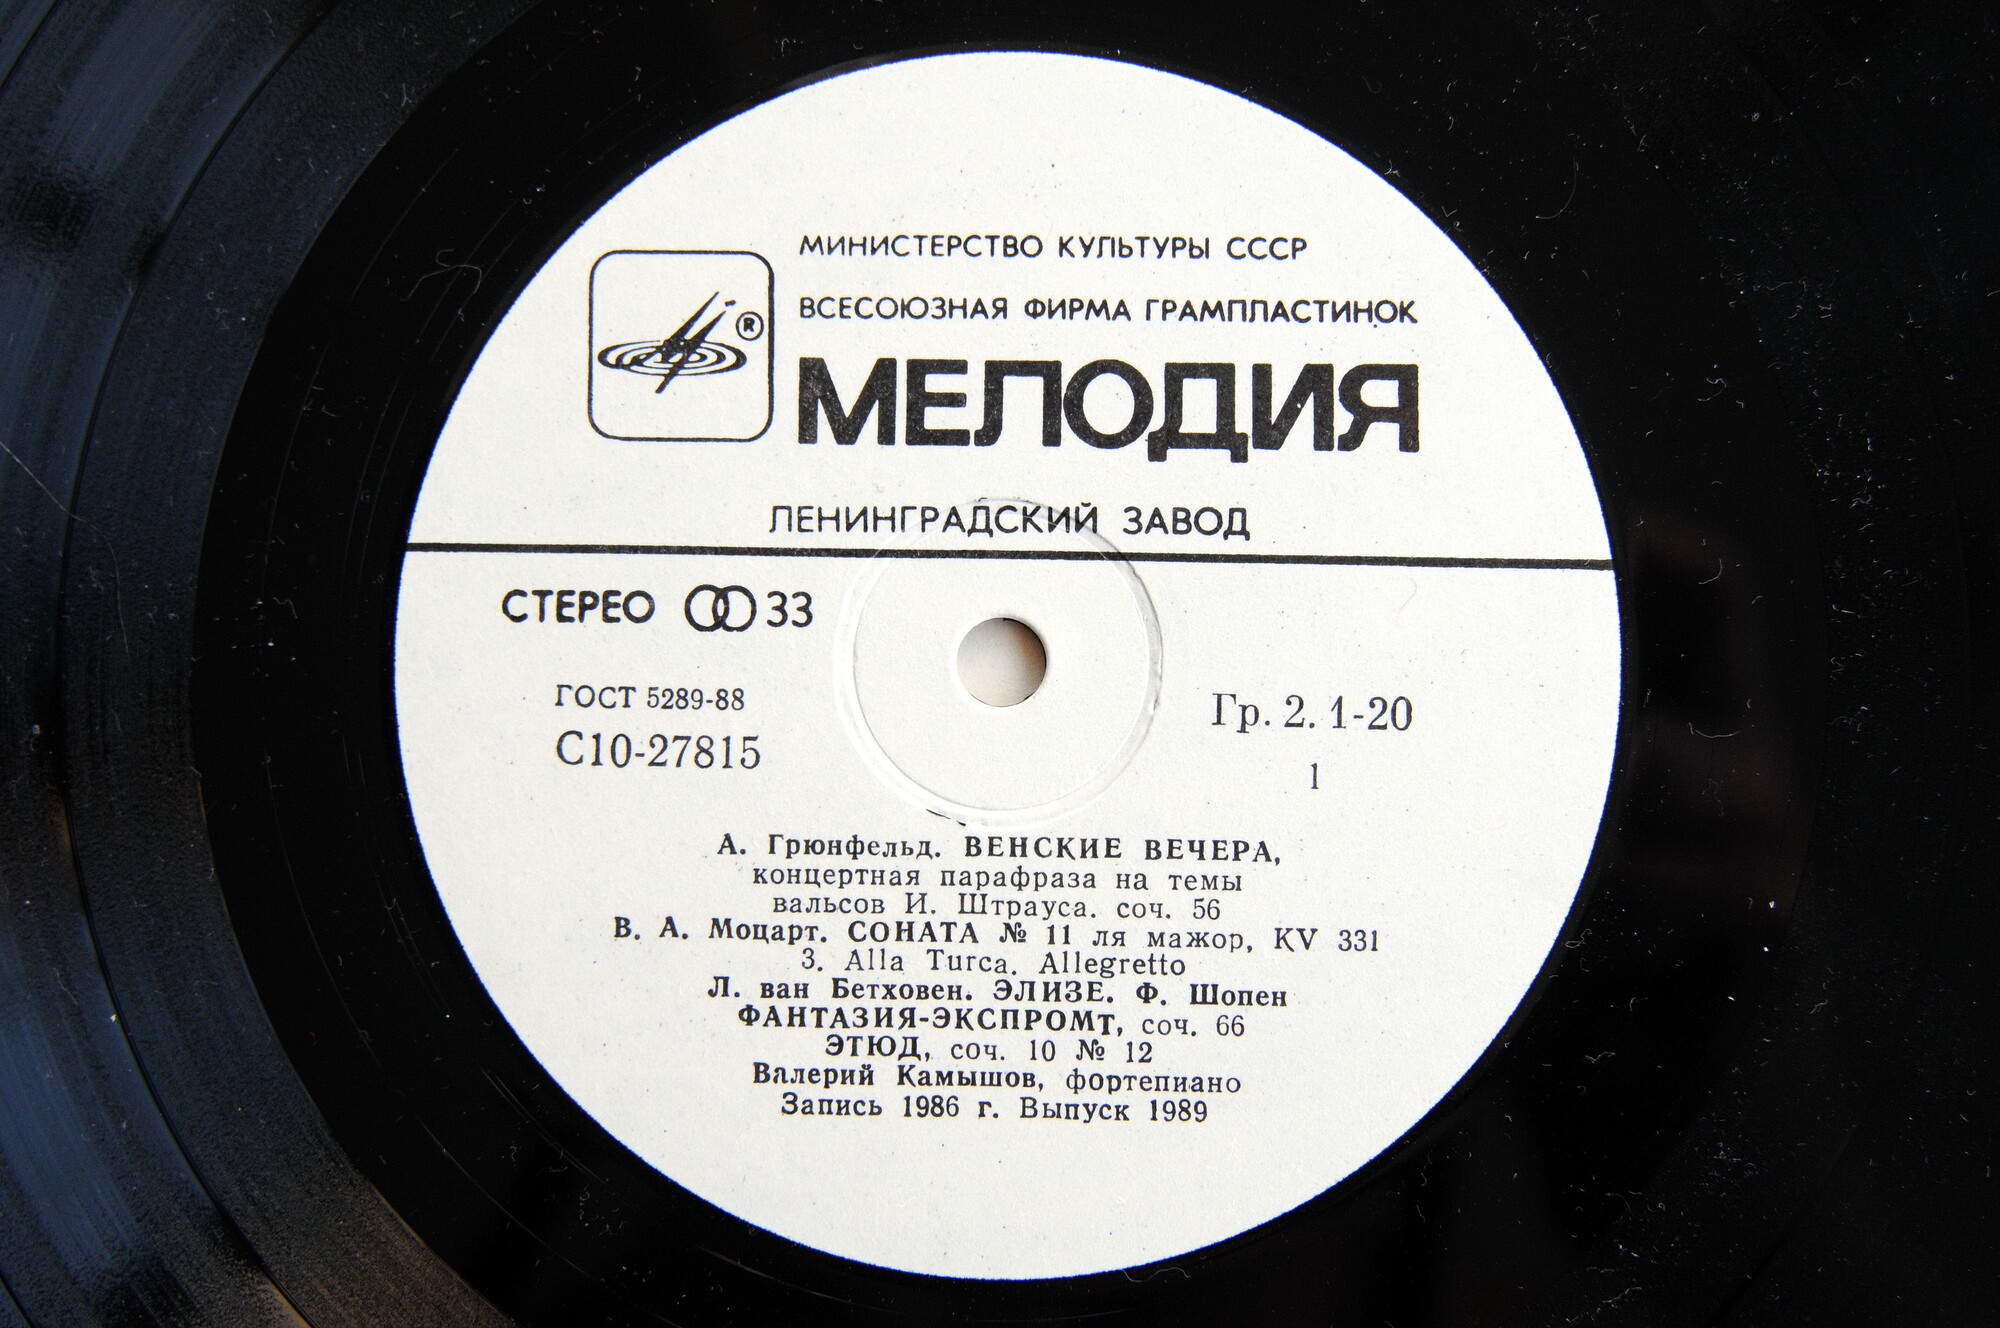 МИНИСТЕРСТВО КУЛЬТУРЫ СССР
ВСЕСОЮЗНАЯ ФИРМА ГРАМПЛАСТИНОК
®
МЕЛОДИЯ
ЛЕНИНГРАДСКИЙ ЗАВОД
СТЕРЕО 33
ГОСТ 5289-88
С10-27815
Гр. 2. 1-20
1
А. Грюнфельд. ВЕНСКИЕ ВЕЧЕРА,
концертная парафраза на темы
вальсов И. Штрауса. соч. 56
В. А. Моцарт. СОНАТА № 11 ля мажор, KV 331
3. Alla Turca. Allegretto
Л. ван Бетховен. ЭЛИЗЕ. Ф. Шопен
ФАНТАЗИЯ-ЭКСПРОМТ, соч. 66
ЭТЮД, соч. 10 № 12
Валерий Камышов, фортепиано
Запись 1986 г. Выпуск 1989